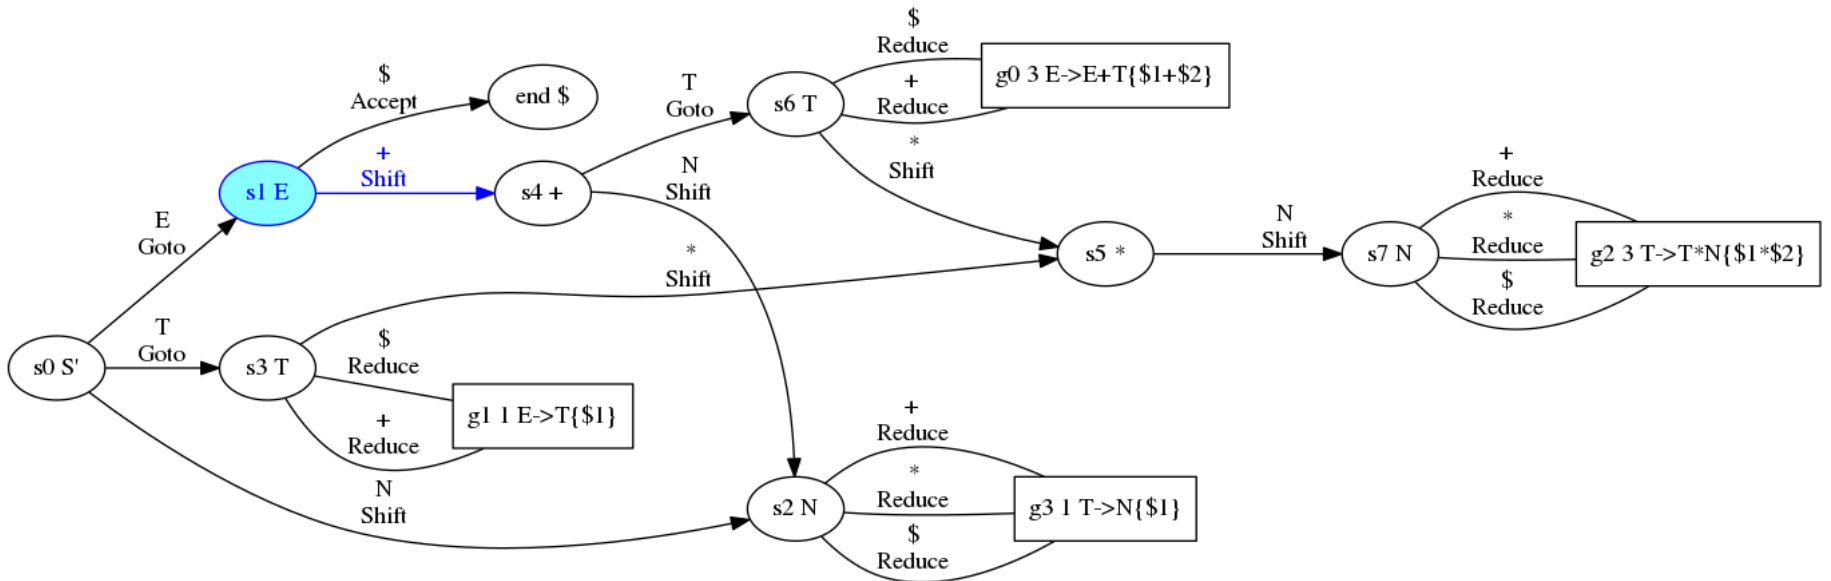 $
Reduce
g0 3 E->E+T{$1+$2}
+
Reduce
$
Accept
end $
T
Goto
s6 T
*
Shift
+
Shift
s1 E
s4 +
N
Shift
+
Reduce
E
Goto
*
Shift
s5 *
N
Shift
s7 N
*
Reduce
g2 3 T->T*N{$1*$2}
$
Reduce
s0 S'
T
Goto
s3 T
$
Reduce
g1 1 E->T{$1}
+
Reduce
N
Shift
+
Reduce
s2 N
*
Reduce
g3 1 T->N{$1}
$
Reduce